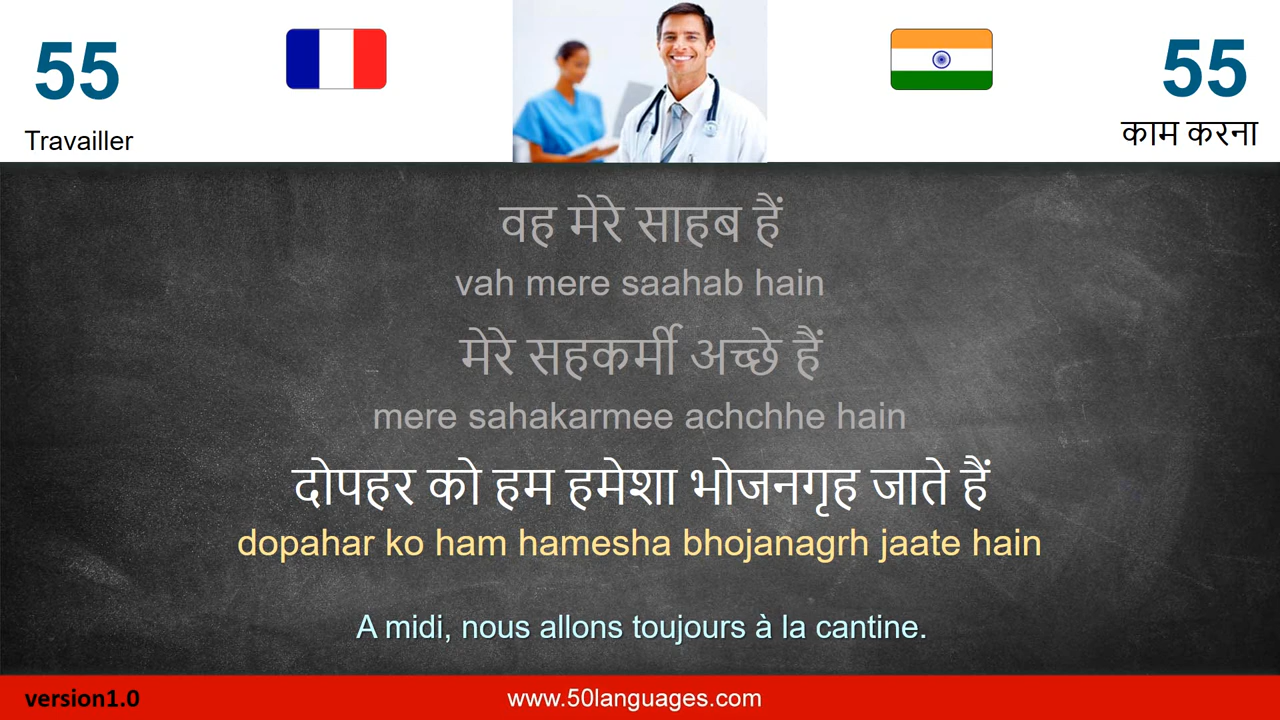 55
Travailler
55
काम करना
वह मेरे साहब हैं
vah mere saahab hain
मेरे सहकर्मी अच्छे हैं
mere sahakarmee achchhe hain
दोपहर को हम हमेशा भोजनगृह जाते हैं
dopahar ko ham hamesha bhojanagrh jaate hain
A midi, nous allons toujours à la cantine.
version1.0
www.50languages.com